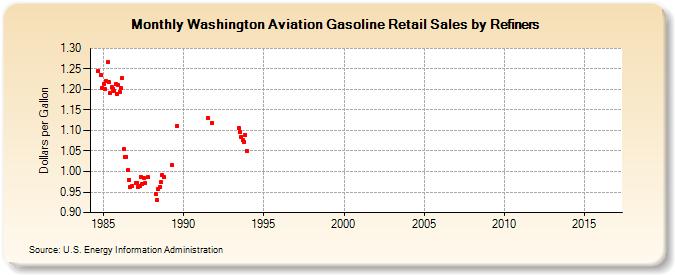 Monthly Washington Aviation Gasoline Retail Sales by Refiners
Dollars per Gallon
1.30
1.25
1.20
1.15
1.10
1.05
1.00
0.95
0.90
1985 1990 1995 2000 2005 2010 2015
Source: U.S. Energy Information Administration